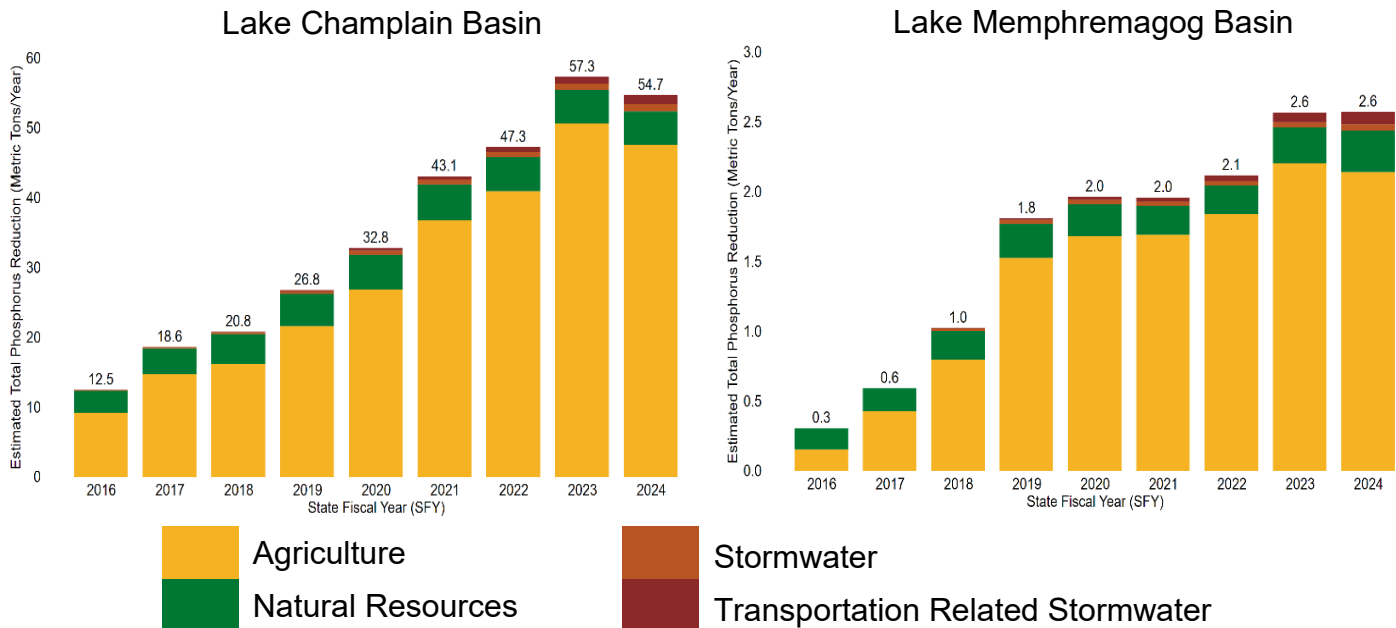 Lake Champlain Basin
Estimated Total Phosphorus Reduction (Metric Tons/Year)
60
50
40
30
20
10
0
12.5
18.6
20.8
26.8
32.8
43.1
47.3
57.3
54.7
2016 2017 2018 2019 2020 2021 2022 2023 2024
State Fiscal Year (SFY)
Lake Memphremagog Basin
Estimated Total Phosphorus Reduction (Metric Tons/Year)
3.0
2.5
2.0
1.5
1.0
0.5
0.0
0.3
0.6
1.0
1.8
2.0
2.0
2.1
2.6
2.6
2016 2017 2018 2019 2020 2021 2022 2023 2024
State Fiscal Year (SFY)
Agriculture
Natural Resources
Stormwater
Transportation Related Stormwater